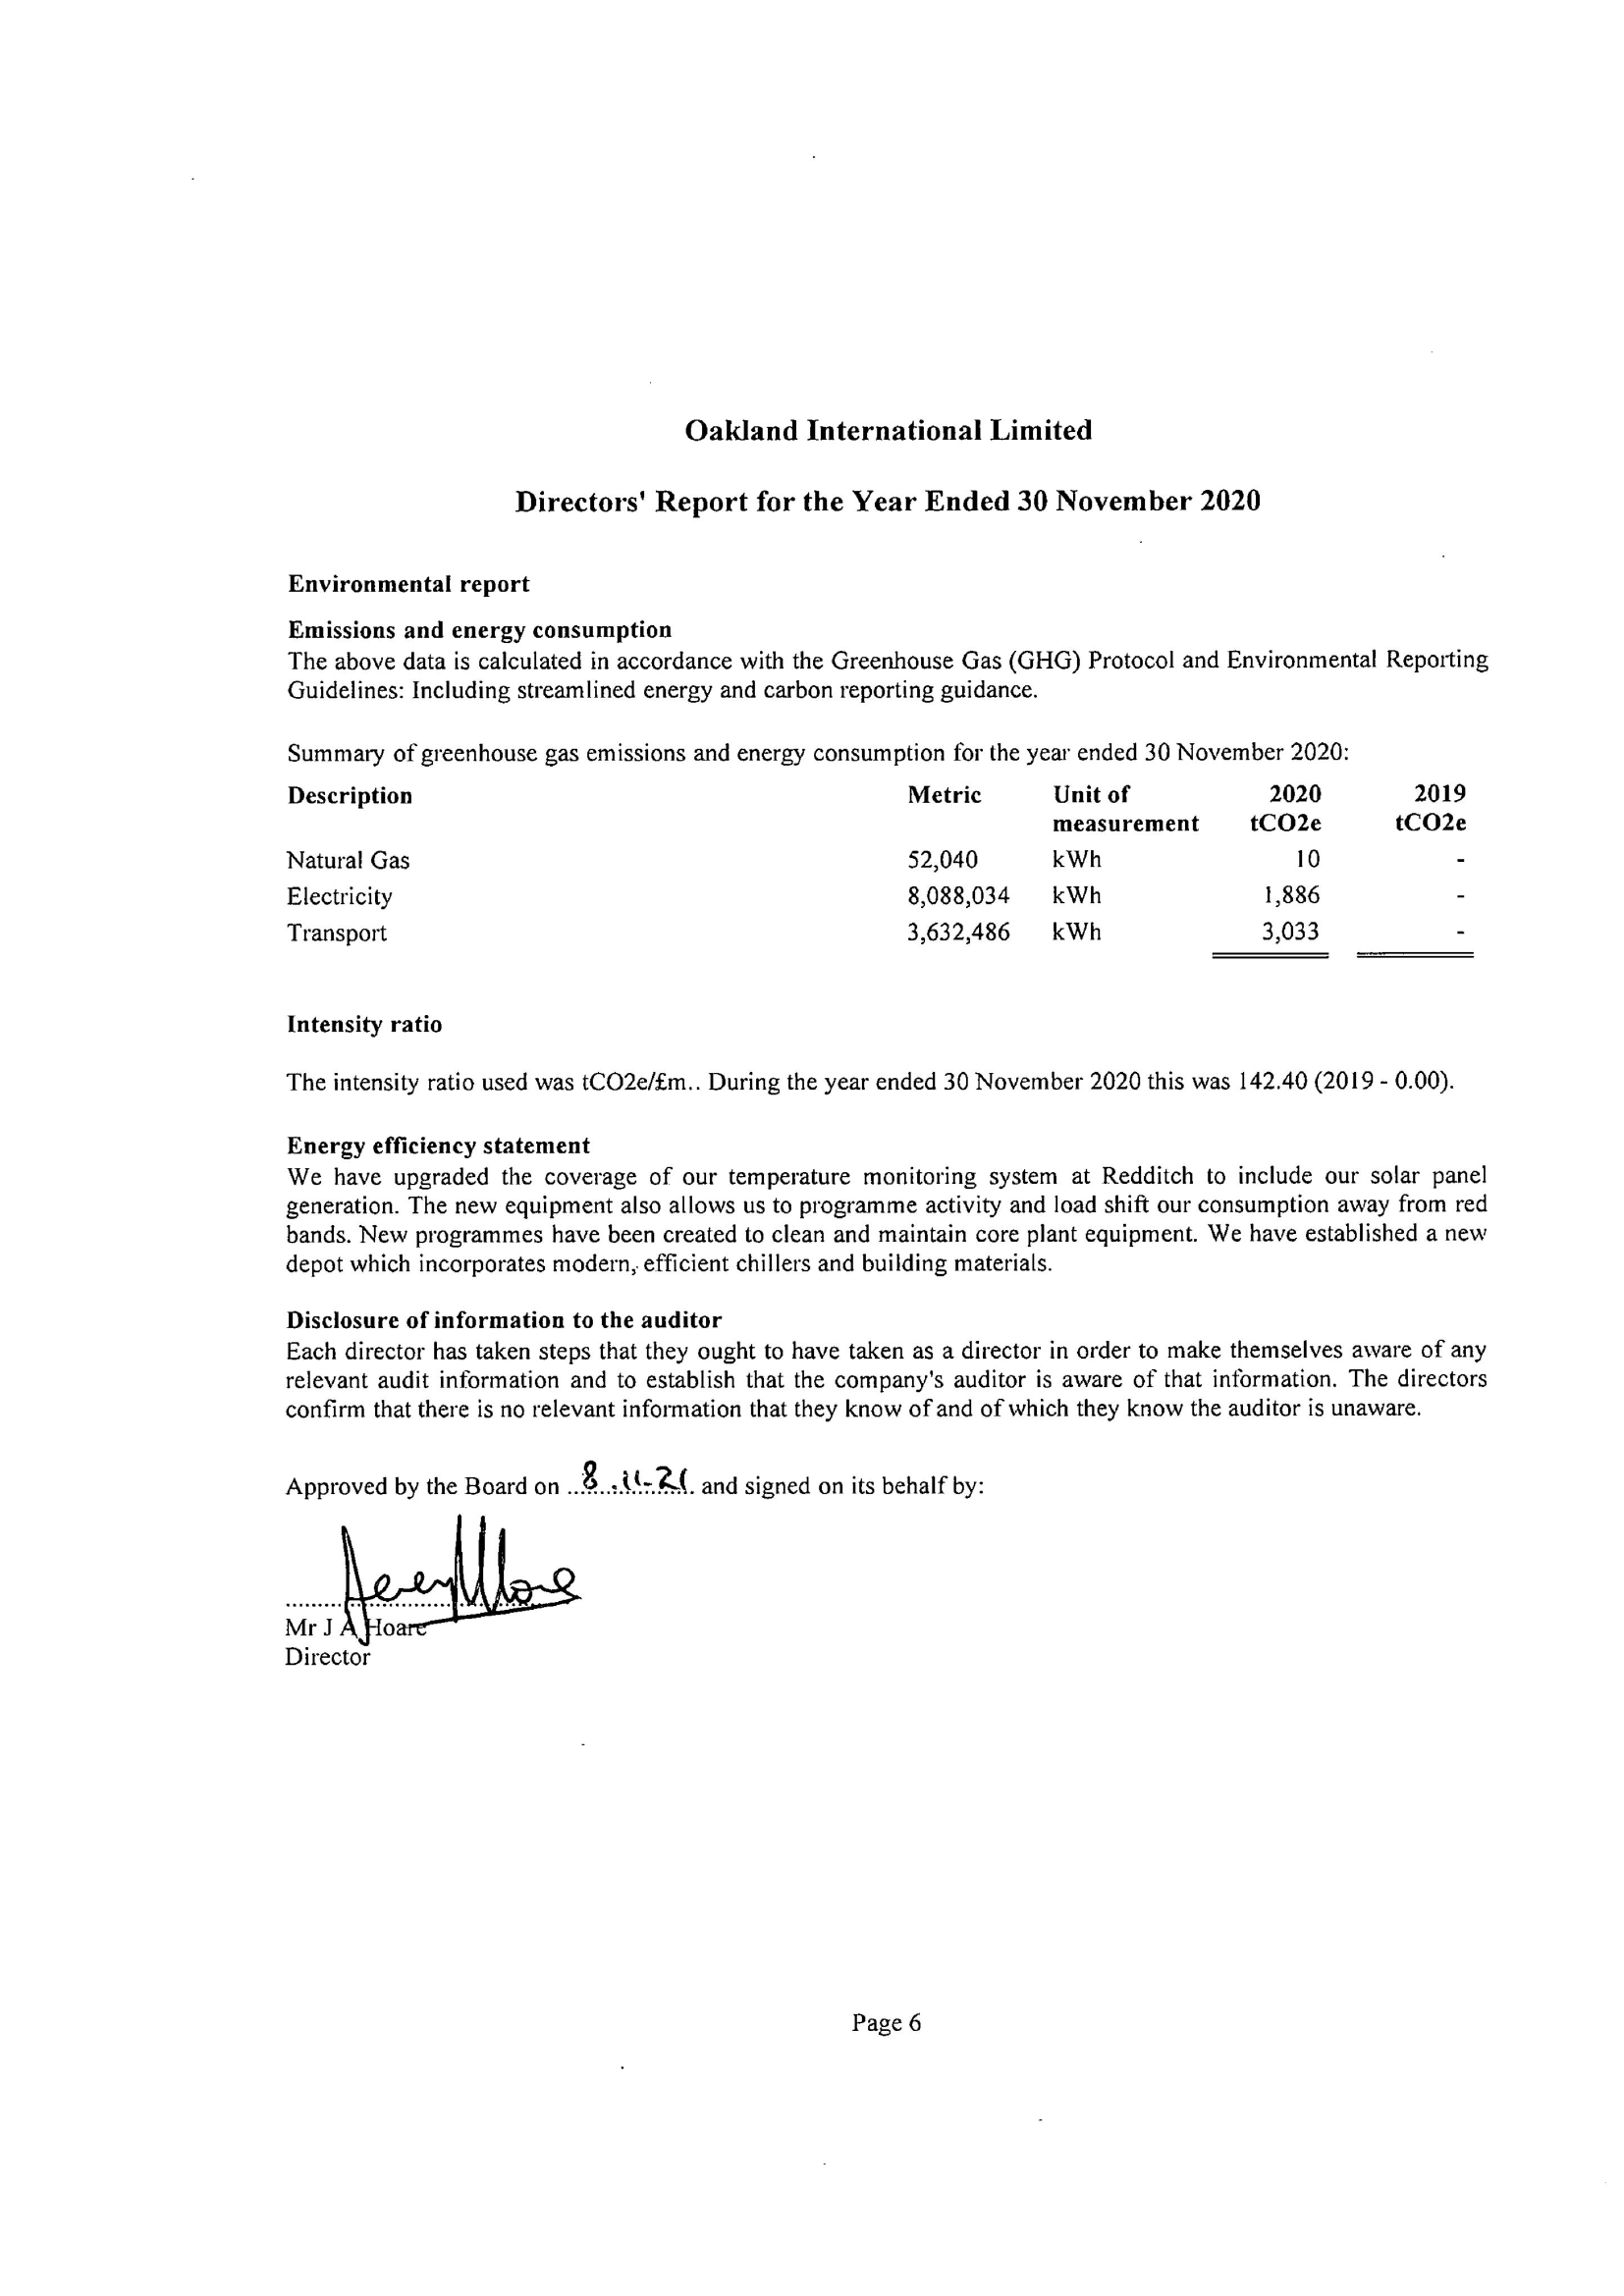 Oakland International Limited
Directors' Report for the Year Ended 30 November 2020
Environmental report
Emissions and energy consumption
The above data is calculated in accordance with the Greenhouse Gas (GHG) Protocol and Environmental Reporting
Guidelines: Including streamlined energy and carbon reporting guidance.
Summary of greenhouse gas emissions and energy consumption for the year ended 30 November 2020:
Description Metric Unit of 2020 2019
measurement tCO2e tCO2e
Natural Gas 52,040 kWh 10 -
Electricity 8,088,034 kWh 1,886 -
Transport 3,632,486 kWh 3,033 -
Intensity ratio
The intensity ratio used was tCO2e/£m.. During the year ended 30 November 2020 this was 142.40 (2019 - 0.00).
Energy efficiency statement
We have upgraded the coverage of our temperature monitoring system at Redditch to include our solar panel
generation. The new equipment also allows us to programme activity and load shift our consumption away from red
bands. New programmes have been created to clean and maintain core plant equipment. We have established a new
depot which incorporates modern, efficient chillers and building materials.
Disclosure of information to the auditor
Each director has taken steps that they ought to have taken as a director in order to make themselves aware of any
relevant audit information and to establish that the company's auditor is aware of that information. The directors
confirm that there is no relevant information that they know of and of which they know the auditor is unaware.
Approved by the Board on 8.11-21 and signed on its behalf by:
Mr J A Hoare
Director
Page 6